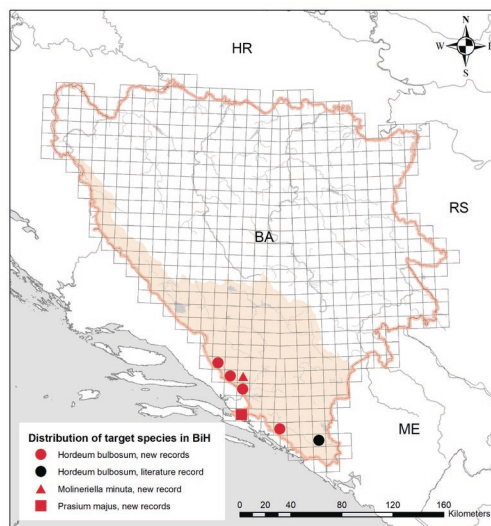 HR
N
W E
S
RS
BA
ME
Distribution of target species in BiH
Hordeum bulbosum, new records
Hordeum bulbosum, literature record
Molineriella minuta, new record
Prasium majus, new records
0 20 40 80 120 160
Kilometers